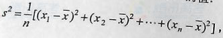 s² = 1/n [(x₁ − x̄)² + (x₂ − x̄)² + ⋯ + (xₙ − x̄)²],